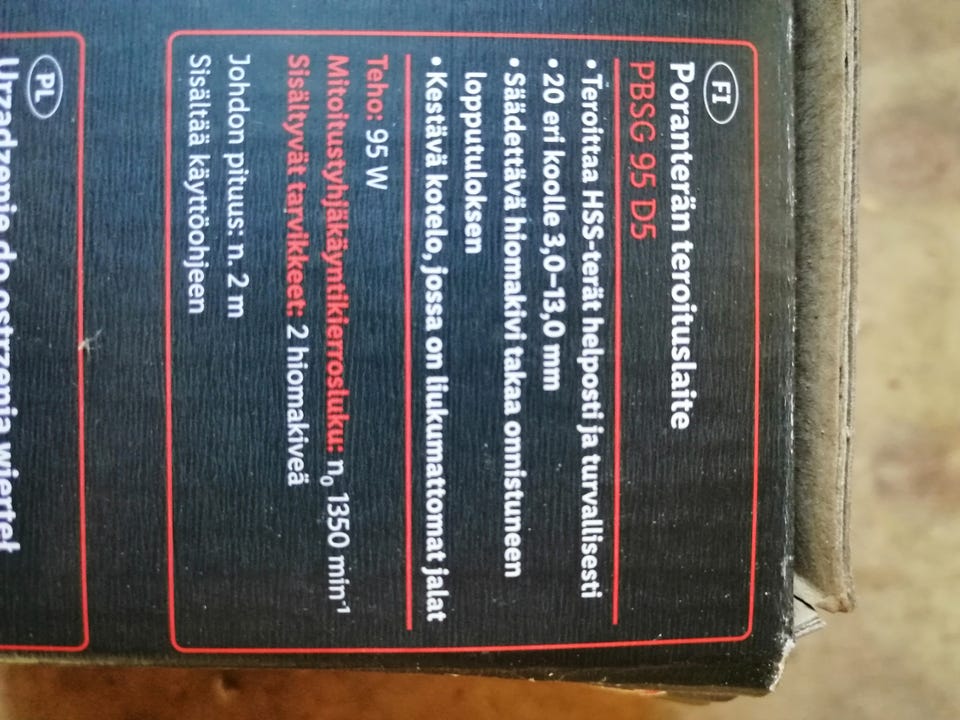 FI
Poranterän teroituslaite
PBSG 95 D5
• Teroittaa HSS-terät helposti ja turvallisesti
• 20 eri koolle 3,0–13,0 mm
• Säädettävä hiomakivi takaa onnistuneen
lopputuloksen
• Kestävä kotelo, jossa on liukumattomat jalat
Teho: 95 W
Mitoitustyhjäkäyntikierrosluku: n₀ 1350 min⁻¹
Sisältyvät tarvikkeet: 2 hiomakiveä
Johdon pituus: n. 2 m
Sisältää käyttöohjeen
PL
Urządzenie do ostrzenia wierteł